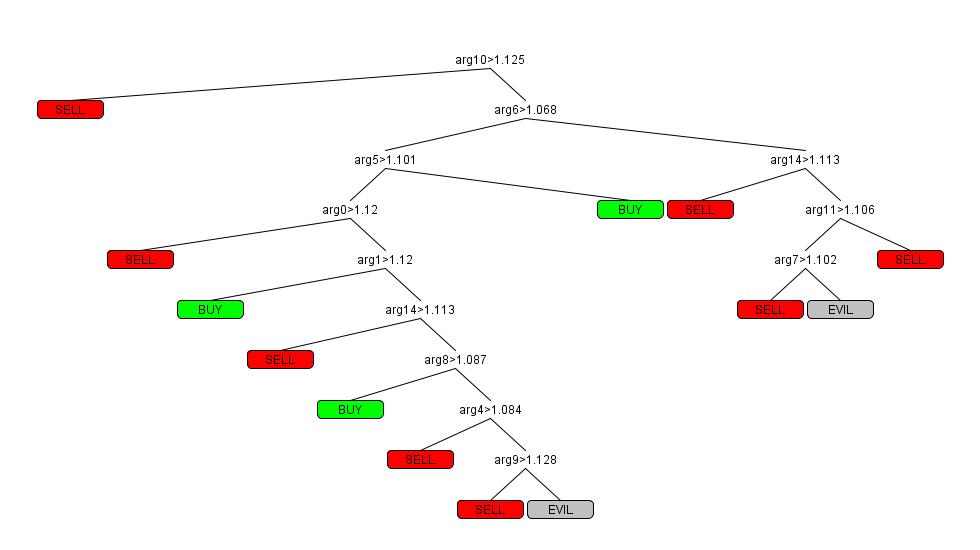 arg10>1.125
SELL
arg6>1.068
arg5>1.101
arg14>1.113
arg0>1.12
BUY
SELL
arg11>1.106
SELL
arg1>1.12
arg7>1.102
SELL
BUY
arg14>1.113
SELL
EVIL
SELL
arg8>1.087
BUY
arg4>1.084
SELL
arg9>1.128
SELL
EVIL